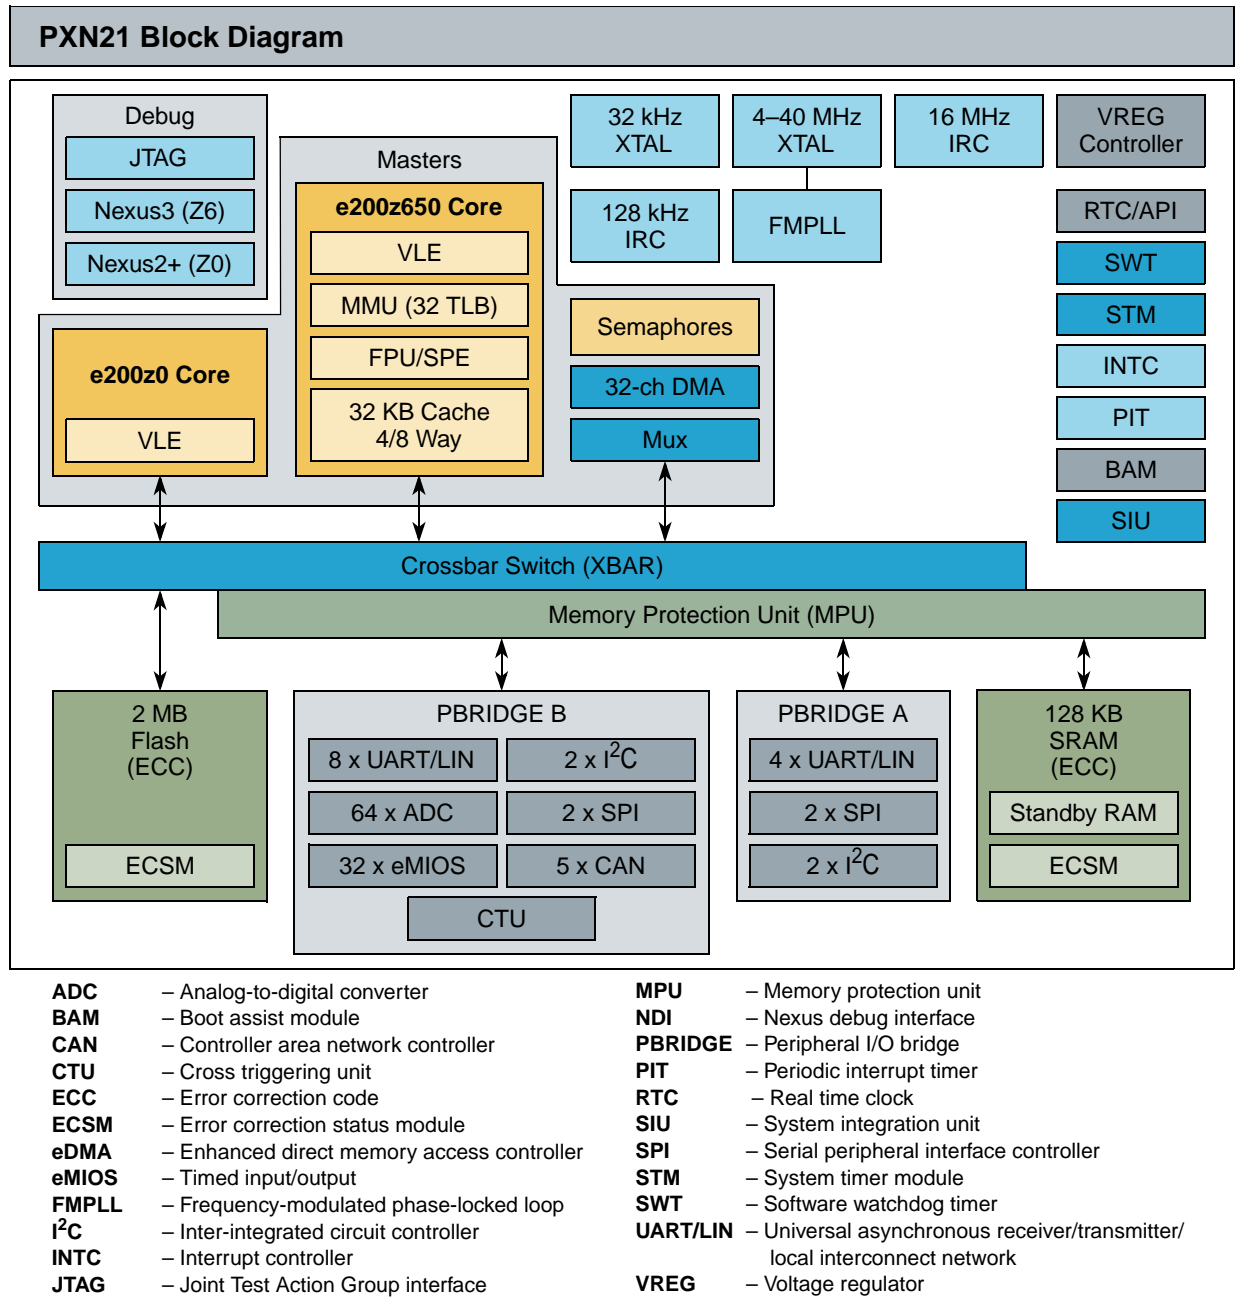 PXN21 Block Diagram
Debug
JTAG
Nexus3 (Z6)
Nexus2+ (Z0)
Masters
e200z650 Core
VLE
MMU (32 TLB)
FPU/SPE
32 KB Cache
4/8 Way
e200z0 Core
VLE
Semaphores
32-ch DMA
Mux
32 kHz
XTAL
4–40 MHz
XTAL
16 MHz
IRC
128 kHz
IRC
FMPLL
VREG
Controller
RTC/API
SWT
STM
INTC
PIT
BAM
SIU
Crossbar Switch (XBAR)
Memory Protection Unit (MPU)
2 MB
Flash
(ECC)
ECSM
PBRIDGE B
8 x UART/LIN
2 x I²C
64 x ADC
2 x SPI
32 x eMIOS
5 x CAN
CTU
PBRIDGE A
4 x UART/LIN
2 x SPI
2 x I²C
128 KB
SRAM
(ECC)
Standby RAM
ECSM
ADC – Analog-to-digital converter
BAM – Boot assist module
CAN – Controller area network controller
CTU – Cross triggering unit
ECC – Error correction code
ECSM – Error correction status module
eDMA – Enhanced direct memory access controller
eMIOS – Timed input/output
FMPLL – Frequency-modulated phase-locked loop
I²C – Inter-integrated circuit controller
INTC – Interrupt controller
JTAG – Joint Test Action Group interface
MPU – Memory protection unit
NDI – Nexus debug interface
PBRIDGE – Peripheral I/O bridge
PIT – Periodic interrupt timer
RTC – Real time clock
SIU – System integration unit
SPI – Serial peripheral interface controller
STM – System timer module
SWT – Software watchdog timer
UART/LIN – Universal asynchronous receiver/transmitter/
local interconnect network
VREG – Voltage regulator